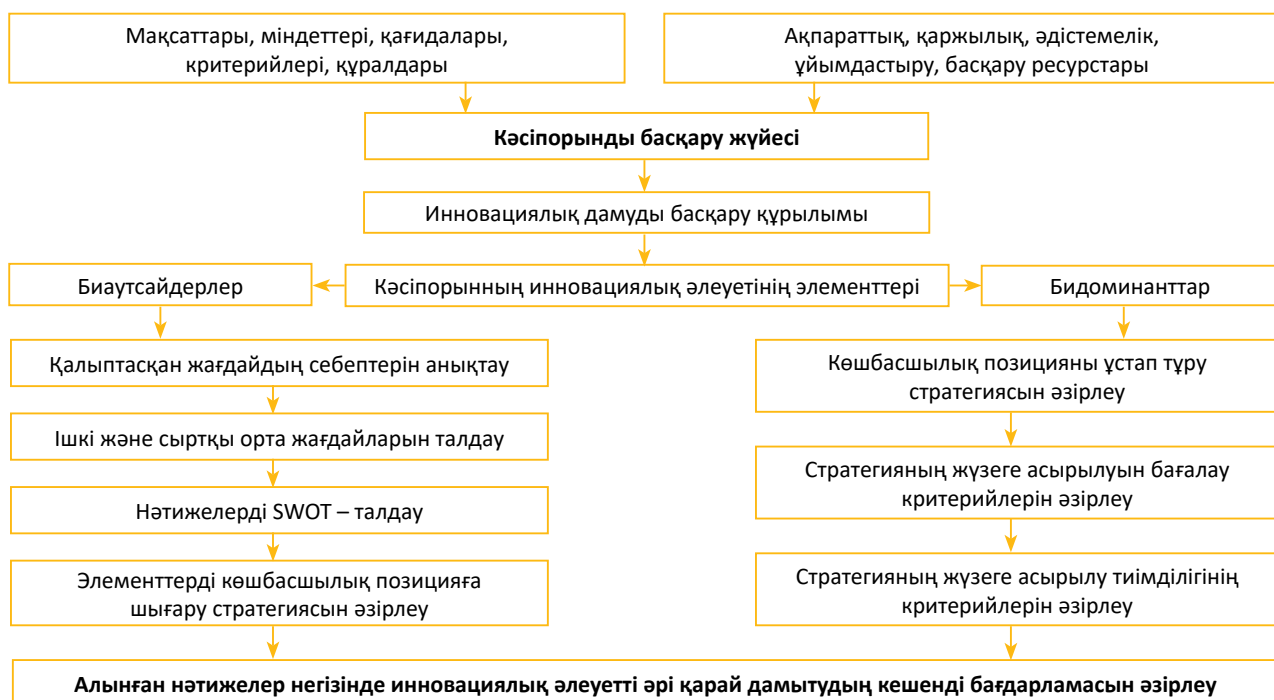 Мақсаттары, міндеттері, қағидалары,
критерийлері, құралдары
Ақпараттық, қаржылық, әдістемелік,
ұйымдастыру, басқару ресурстары
Кәсіпорынды басқару жүйесі
Инновациялық дамуды басқару құрылымы
Биаутсайдерлер
Кәсіпорынның инновациялық әлеуетінің элементтері
Бидоминанттар
Қалыптасқан жағдайдың себептерін анықтау
Ішкі және сыртқы орта жағдайларын талдау
Нәтижелерді SWOT – талдау
Элементтерді көшбасшылық позицияға
шығару стратегиясын әзірлеу
Көшбасшылық позицияны ұстап тұру
стратегиясын әзірлеу
Стратегияның жүзеге асырылуын бағалау
критерийлерін әзірлеу
Стратегияның жүзеге асырылу тиімділігінің
критерийлерін әзірлеу
Алынған нәтижелер негізінде инновациялық әлеуетті әрі қарай дамытудың кешенді бағдарламасын әзірлеу